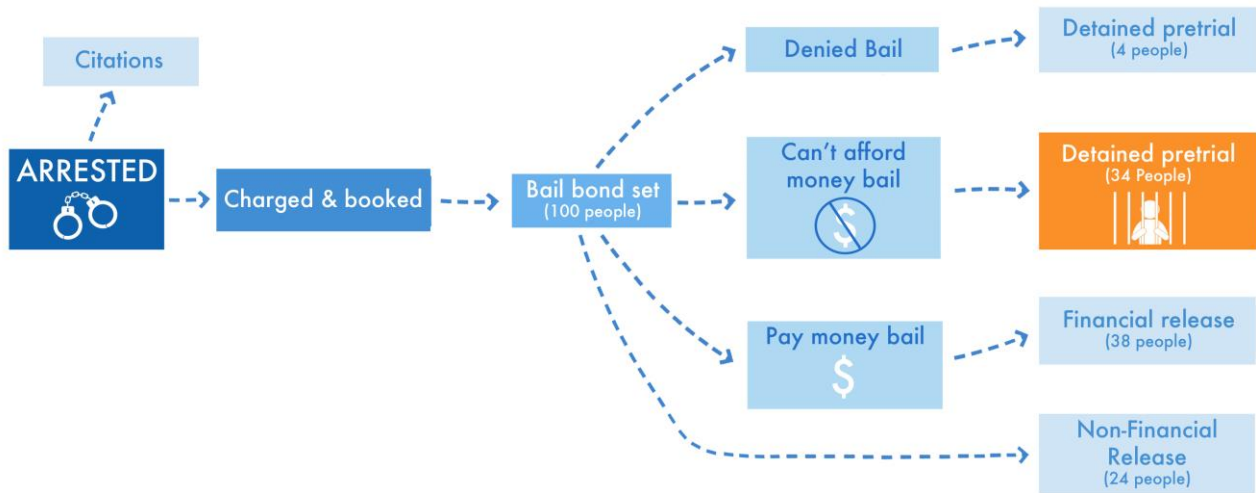 Citations
ARRESTED
Charged & booked
Bail bond set
(100 people)
Denied Bail
Detained pretrial
(4 people)
Can't afford
money bail
$
Detained pretrial
(34 People)
Pay money bail
$
Financial release
(38 people)
Non-Financial
Release
(24 people)